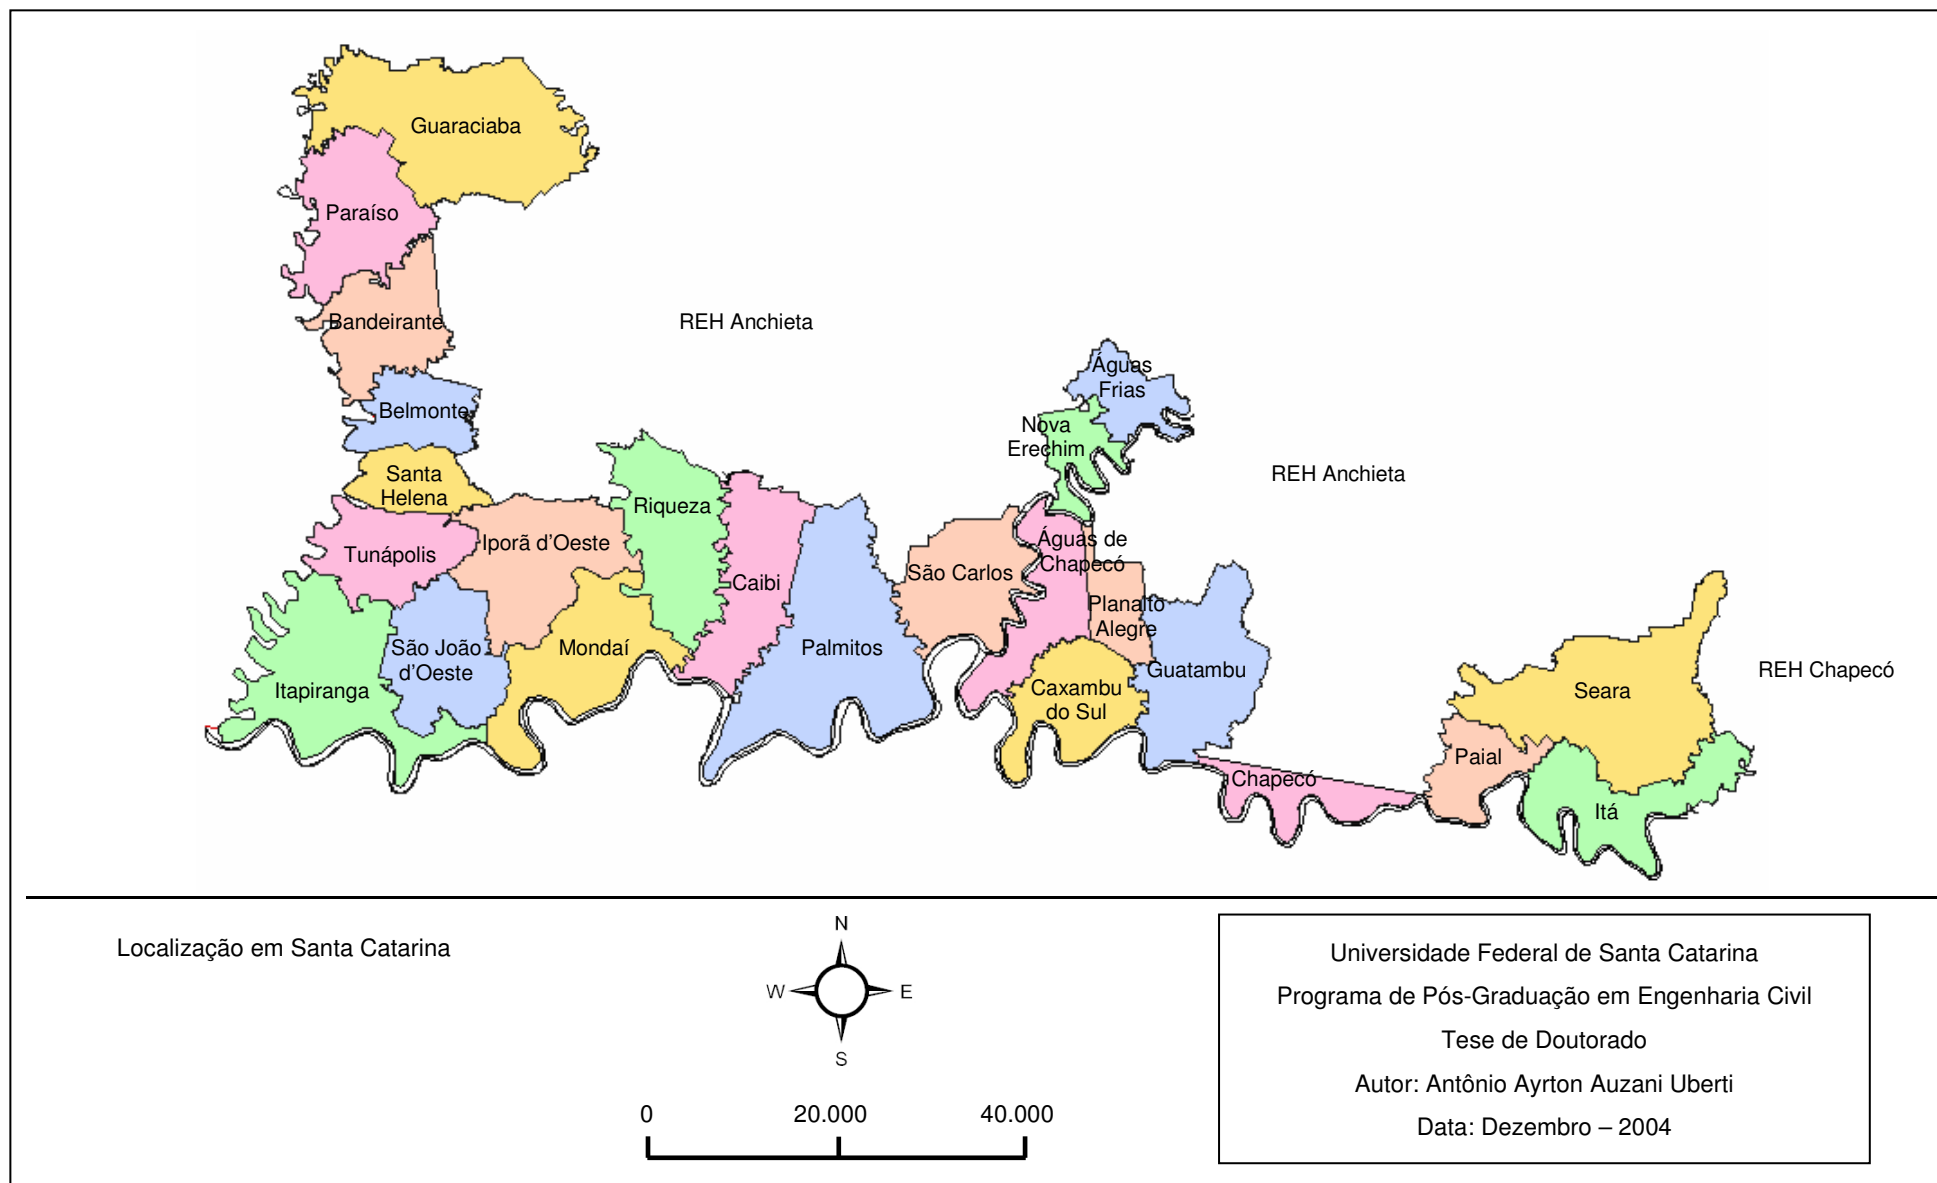 Guaraciaba
Paraíso
Bandeirante
REH Anchieta
Águas
Frias
Belmonte
Nova
Erechim
Santa
Helena
REH Anchieta
Riqueza
Tunápolis
Iporã d’Oeste
Águas de
Chapecó
São Carlos
Caibi
Planalto
Alegre
São João
d’Oeste
Mondaí
Palmitos
Guatambu
Itapiranga
Caxambu
do Sul
Seara
REH Chapecó
Paial
Chapecó
Itá
Localização em Santa Catarina
N
W
E
S
0 20.000 40.000
Universidade Federal de Santa Catarina
Programa de Pós-Graduação em Engenharia Civil
Tese de Doutorado
Autor: Antônio Ayrton Auzani Uberti
Data: Dezembro – 2004